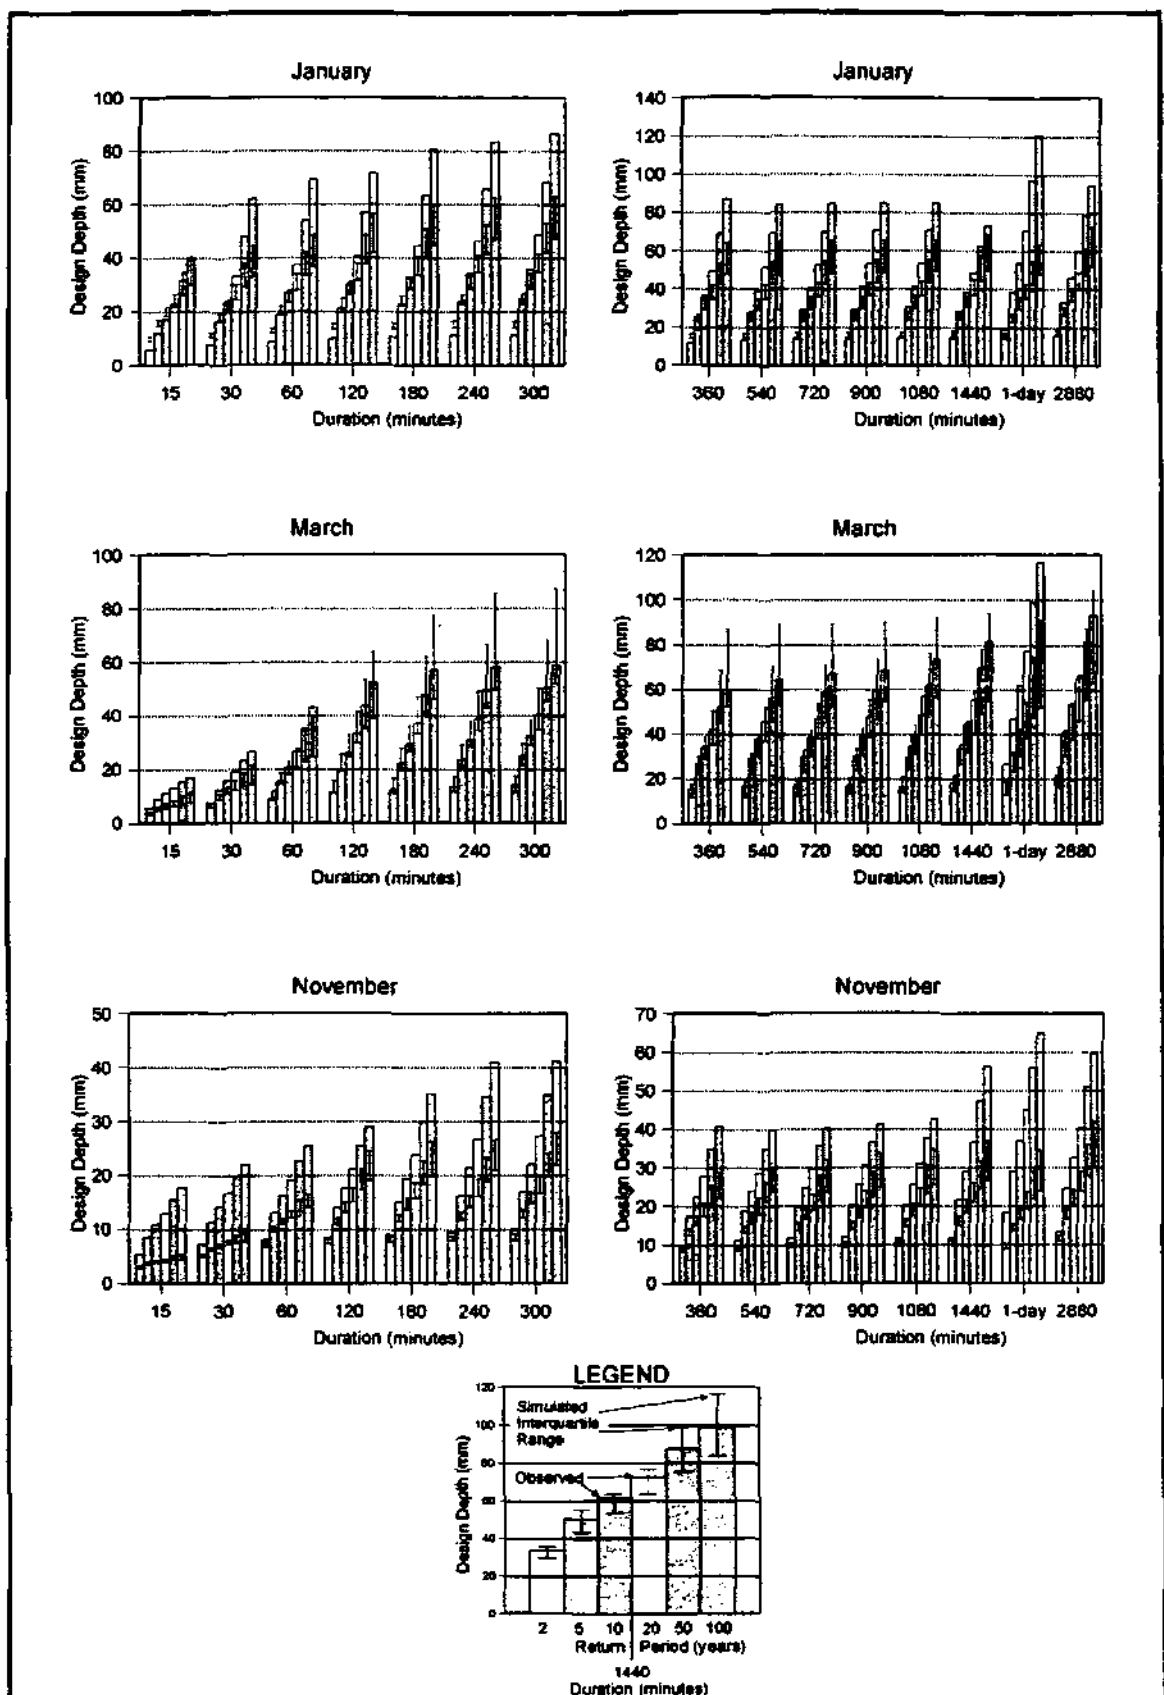 January
January
100
80
60
40
20
0
Design Depth (mm)
15 30 60 120 180 240 300
Duration (minutes)
140
120
100
80
60
40
20
0
Design Depth (mm)
360 540 720 900 1080 1440 1-day 2880
Duration (minutes)
March
March
100
80
60
40
20
0
Design Depth (mm)
15 30 60 120 180 240 300
Duration (minutes)
120
100
80
60
40
20
0
Design Depth (mm)
360 540 720 900 1080 1440 1-day 2880
Duration (minutes)
November
November
50
40
30
20
10
0
Design Depth (mm)
15 30 60 120 180 240 300
Duration (minutes)
70
60
50
40
30
20
10
0
Design Depth (mm)
360 540 720 900 1080 1440 1-day 2880
Duration (minutes)
LEGEND
120
100
80
60
40
20
0
Design Depth (mm)
Simulated
Interquartile
Range
Observed
2 5 10 20 50 100
Return Period (years)
1440
Duration (minutes)